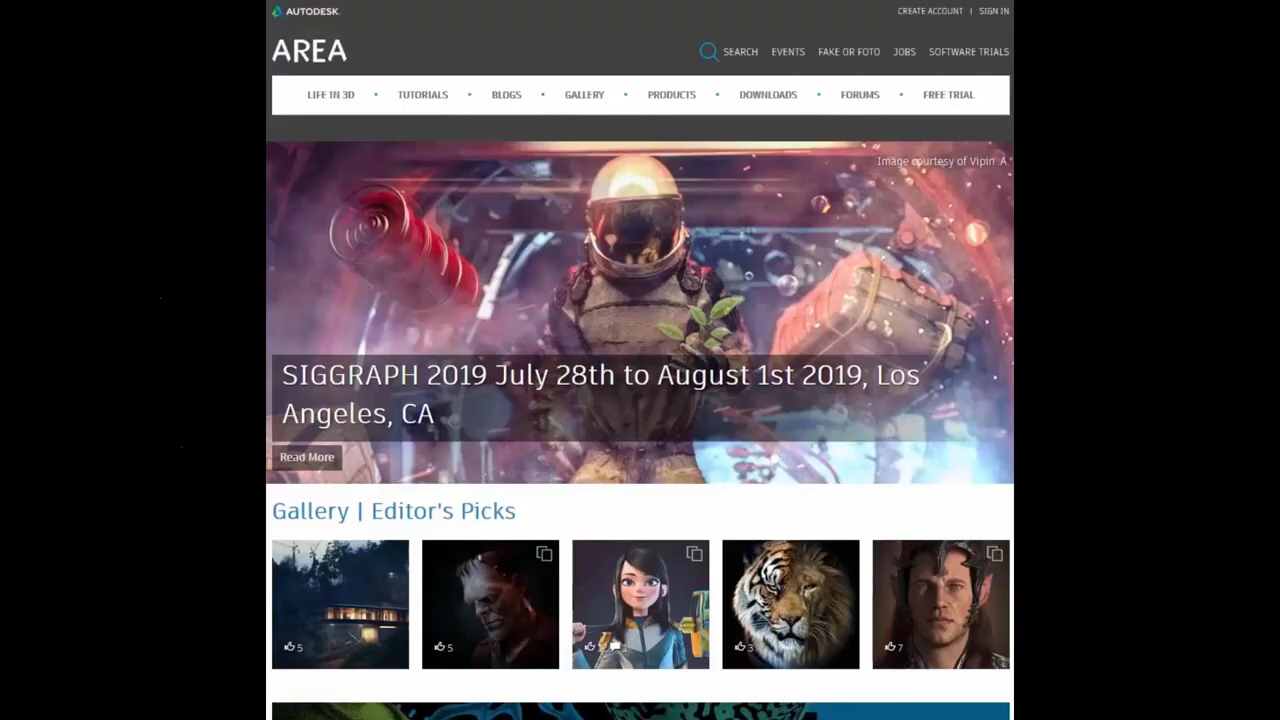 AUTODESK.
CREATE ACCOUNT | SIGN IN
AREA
SEARCH EVENTS FAKE OR FOTO JOBS SOFTWARE TRIALS
LIFE IN 3D • TUTORIALS • BLOGS • GALLERY • PRODUCTS • DOWNLOADS • FORUMS • FREE TRIAL
Image courtesy of Vipin .A.
SIGGRAPH 2019 July 28th to August 1st 2019, Los
Angeles, CA
Read More
Gallery | Editor's Picks
5 5 3 7